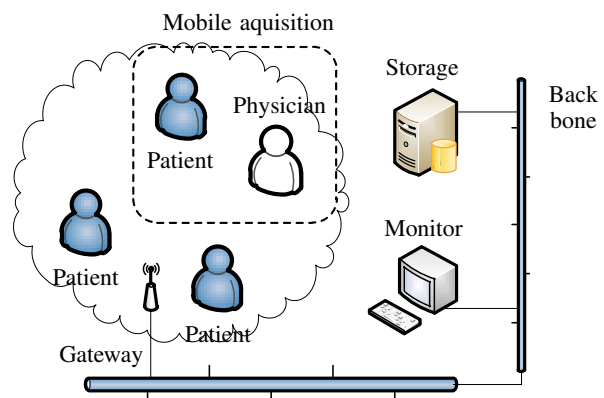 Mobile aquisition
Storage
Back
bone
Physician
Patient
Monitor
Patient
Patient
Gateway